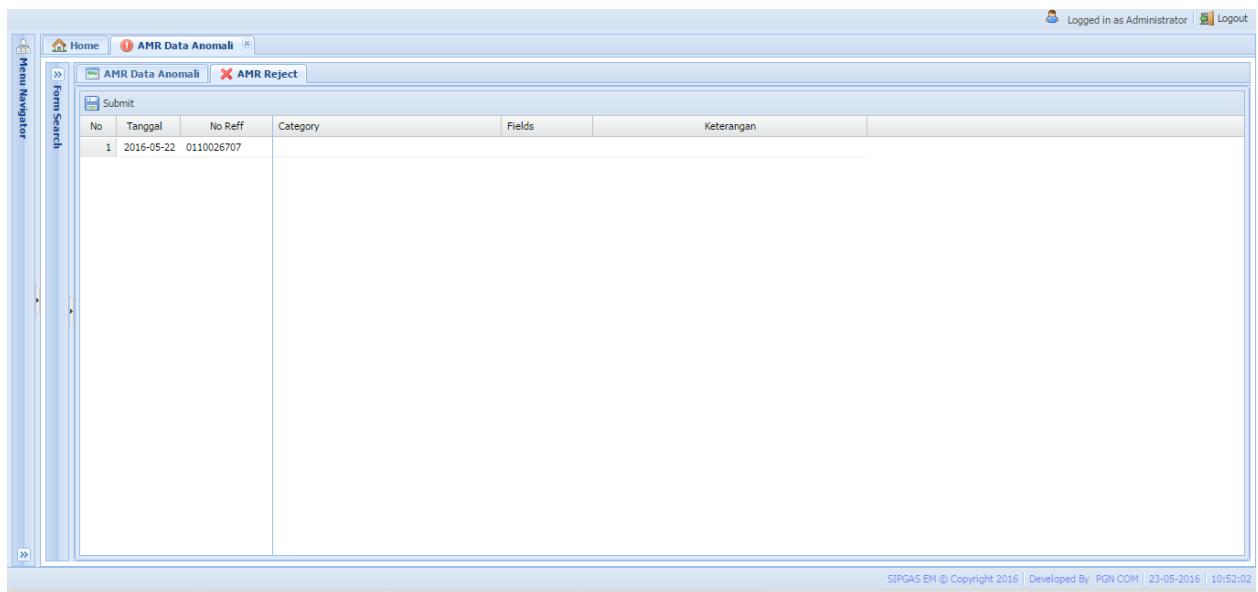 Logged in as Administrator Logout
Home AMR Data Anomali
Menu Navigator
Form Search
AMR Data Anomali AMR Reject
Submit
No Tanggal No Reff Category Fields Keterangan
1 2016-05-22 0110026707
SIPGAS EM © Copyright 2016 Developed By PGN COM 23-05-2016 10:52:02